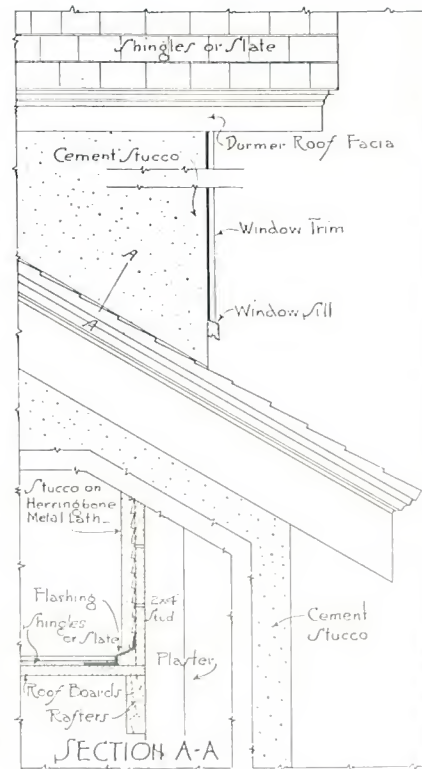 Shingles or Slate
Cement Stucco
Dormer Roof Facia
Window Trim
A
A
Window Sill
Stucco on
Herringbone
Metal Lath
Flashing
Shingles
or Slate
2x4
Stud
Plaster
Cement
Stucco
Roof Boards
Rafters
SECTION A-A